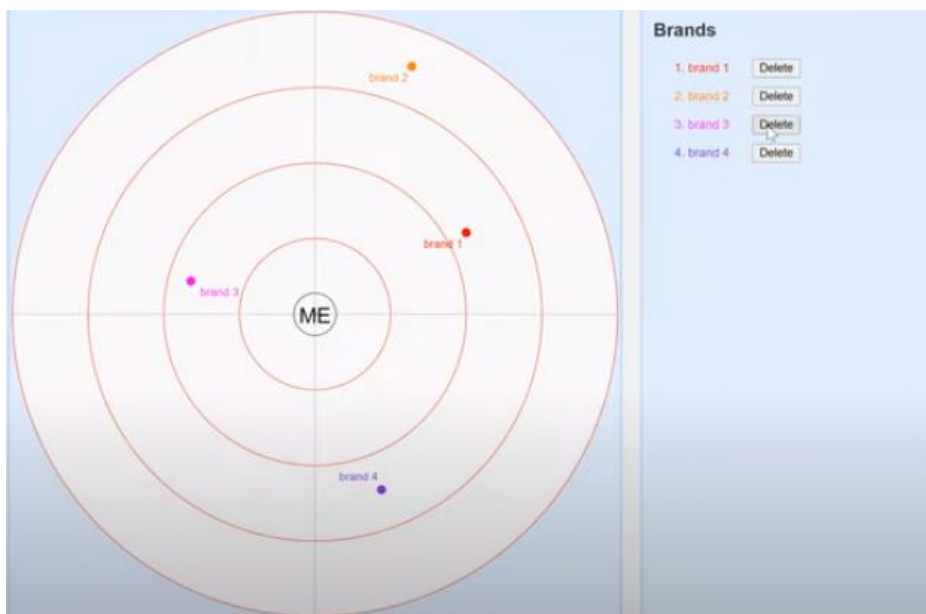 brand 2
brand 1
brand 3
ME
brand 4
Brands
1. brand 1 Delete
2. brand 2 Delete
3. brand 3 Delete
4. brand 4 Delete